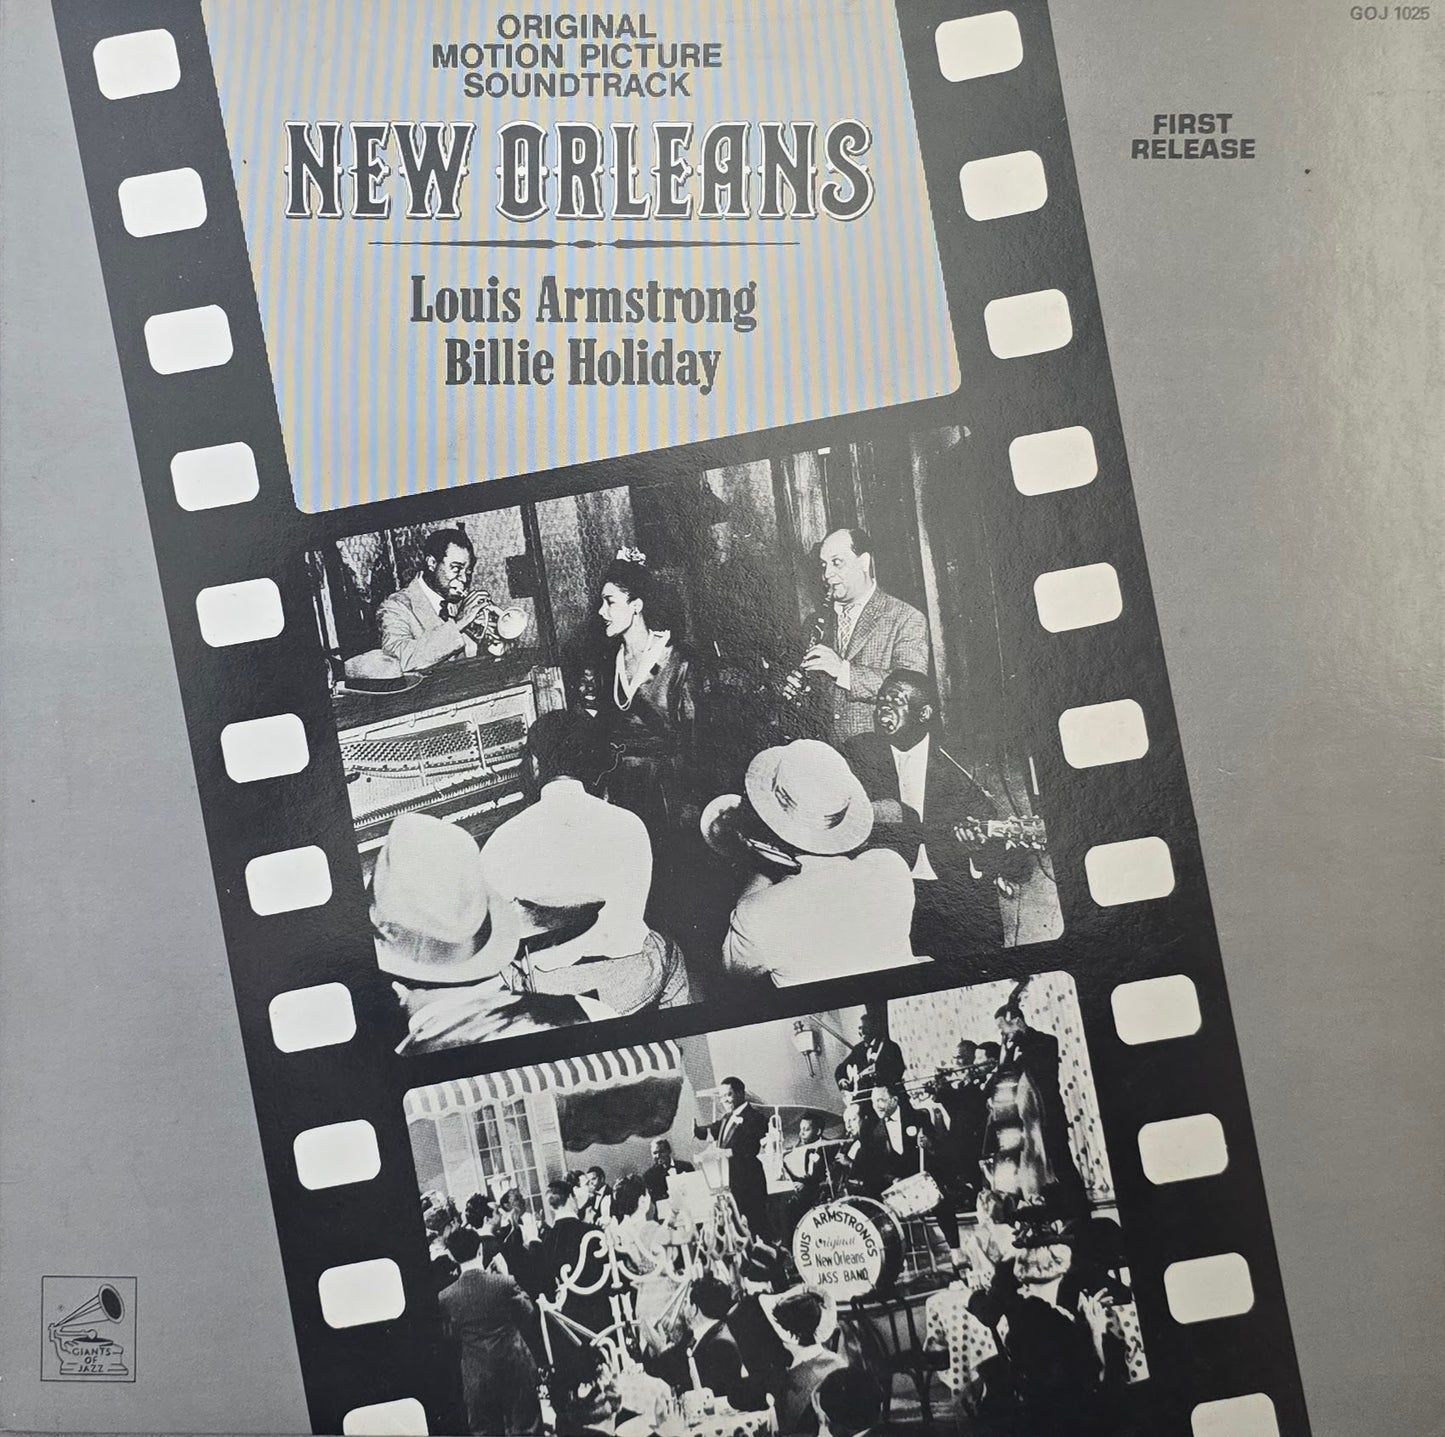 GOJ 1025
ORIGINAL
MOTION PICTURE
SOUNDTRACK
NEW ORLEANS
Louis Armstrong
Billie Holiday
FIRST
RELEASE
LOUIS ARMSTRONGS
Original
New Orleans
JASS BAND
®
GIANTS
OF
JAZZ